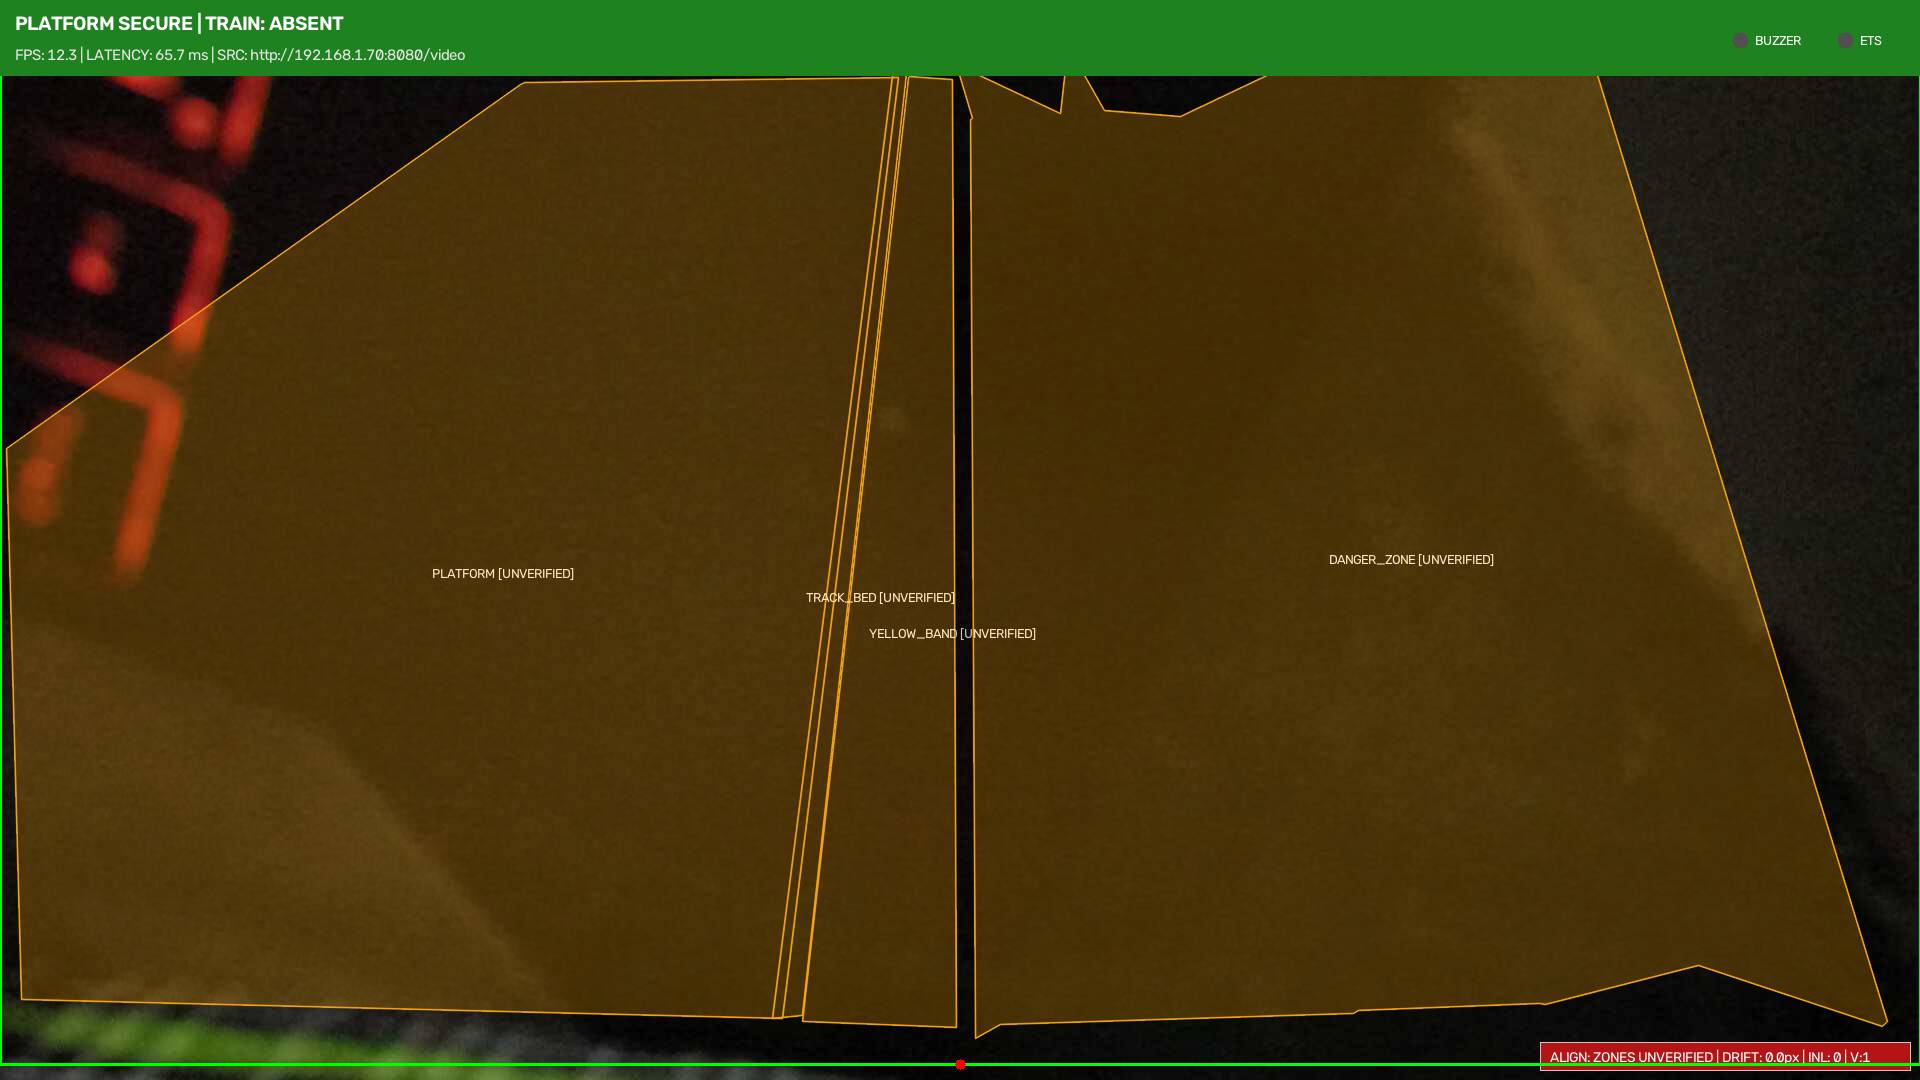 PLATFORM SECURE | TRAIN: ABSENT
FPS: 12.3 | LATENCY: 65.7 ms | SRC: http://192.168.1.70:8080/video
BUZZER
ETS
DANGER_ZONE [UNVERIFIED]
PLATFORM [UNVERIFIED]
TRACK_BED [UNVERIFIED]
YELLOW_BAND [UNVERIFIED]
ALIGN: ZONES UNVERIFIED | DRIFT: 0.0px | INL: 0 | V:1